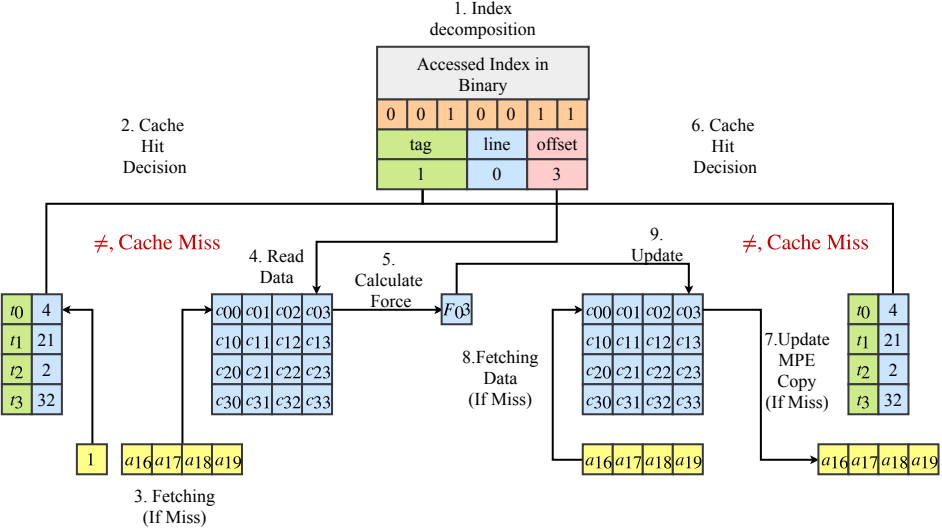 1. Index
decomposition
Accessed Index in
Binary
0 0 1 0 0 1 1
tag line offset
1 0 3
2. Cache
Hit
Decision
6. Cache
Hit
Decision
≠, Cache Miss
≠, Cache Miss
4. Read
Data
5.
Calculate
Force
9.
Update
t0 4
t1 21
t2 2
t3 32
c00 c01 c02 c03
c10 c11 c12 c13
c20 c21 c22 c23
c30 c31 c32 c33
F03
8.Fetching
Data
(If Miss)
c00 c01 c02 c03
c10 c11 c12 c13
c20 c21 c22 c23
c30 c31 c32 c33
7.Update
MPE
Copy
(If Miss)
t0 4
t1 21
t2 2
t3 32
1
a16 a17 a18 a19
3. Fetching
(If Miss)
a16 a17 a18 a19
a16 a17 a18 a19